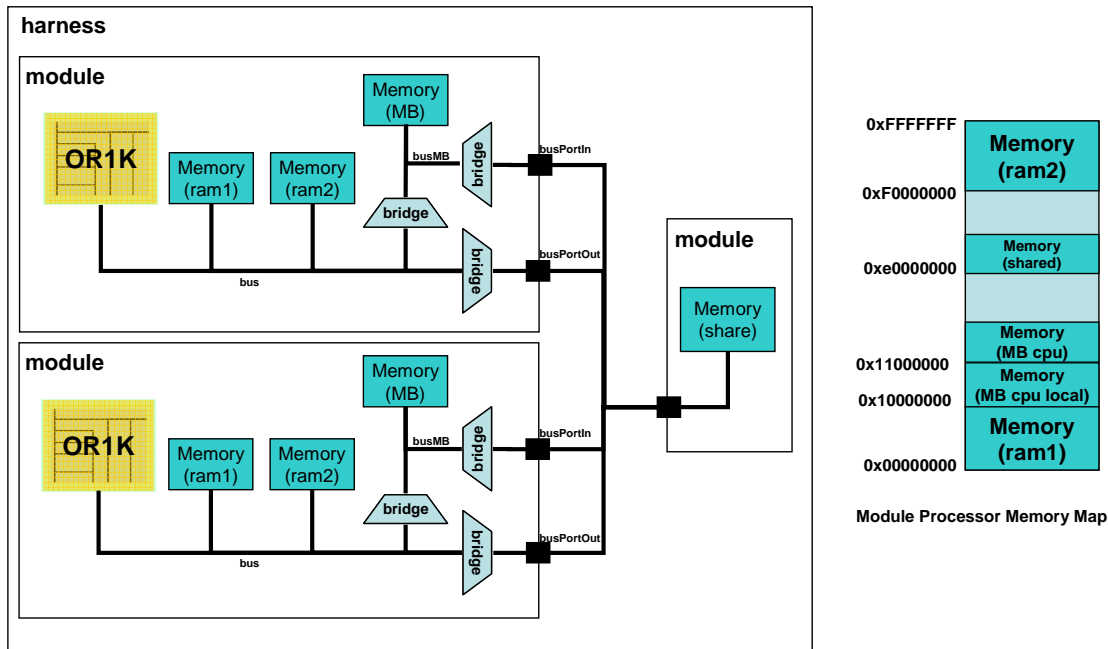 harness
module
Memory
(MB)
OR1K
Memory
(ram1)
Memory
(ram2)
busMB
bridge
busPortIn
bridge
bridge
busPortOut
bus
module
Memory
(share)
module
Memory
(MB)
OR1K
Memory
(ram1)
Memory
(ram2)
busMB
bridge
busPortIn
bridge
bridge
busPortOut
bus
0xFFFFFFF
Memory
(ram2)
0xF0000000
Memory
(shared)
0xe0000000
Memory
(MB cpu)
0x11000000
Memory
(MB cpu local)
0x10000000
Memory
(ram1)
0x00000000
Module Processor Memory Map